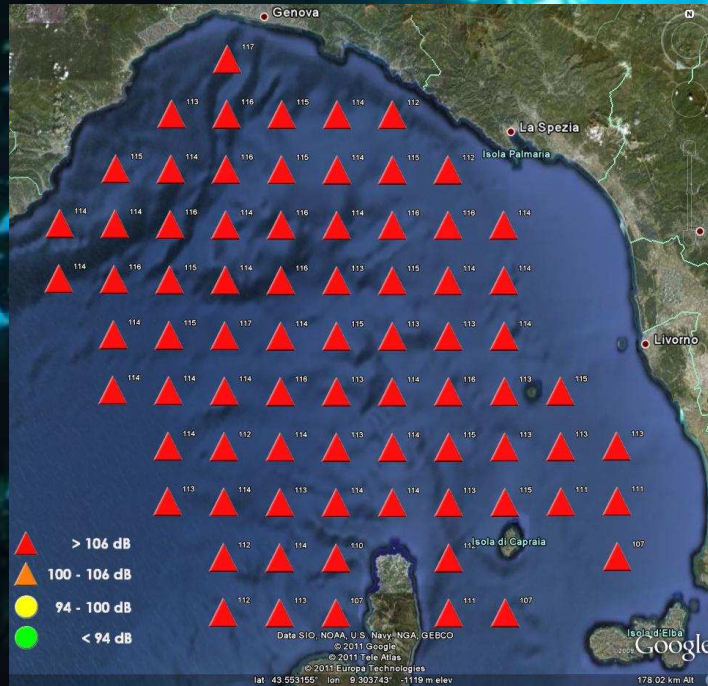 Genova
117
113 116 115 114 112
La Spezia
Isola Palmaria
115 114 116 115 114 115 112
114 114 116 114 116 114 116 116 114
114 116 115 114 116 113 115 114 114
114 115 117 114 115 113 113 114
Livorno
114 114 114 116 113 114 116 113 115
114 112 114 113 114 115 113 113 113
113 114 113 114 114 113 115 111 111
Isola di Capraia
112 114 110 107
> 106 dB
100 - 106 dB
94 - 100 dB
< 94 dB
112 113 107 111 107
Isola d'Elba
Data SIO, NOAA, U.S. Navy, NGA, GEBCO
© 2011 Google
© 2011 Tele Atlas
© 2011 Europa Technologies
Google
lat 43.553155° lon 9.303743° -1119 m elev
178.02 km Alt
N